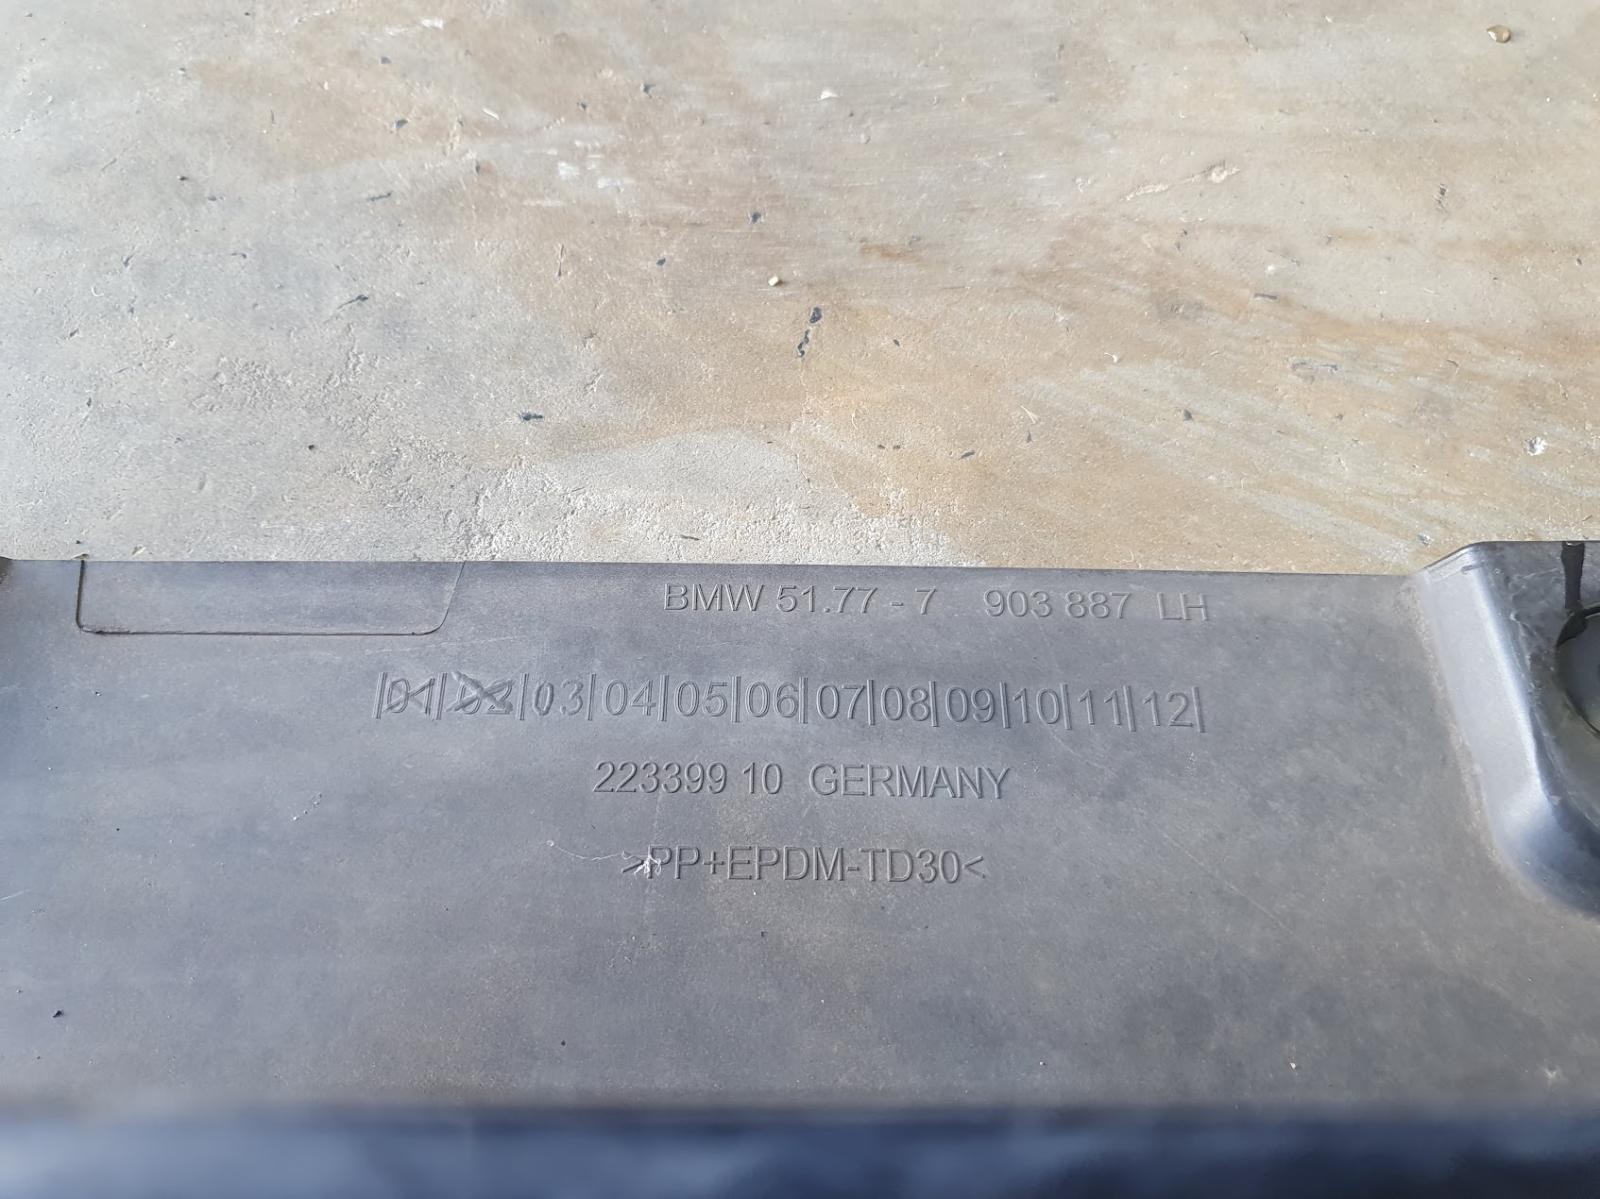 BMW 51.77 - 7 903 887 LH
|01|02|03|04|05|06|07|08|09|10|11|12|
223399 10 GERMANY
>PP+EPDM-TD30<